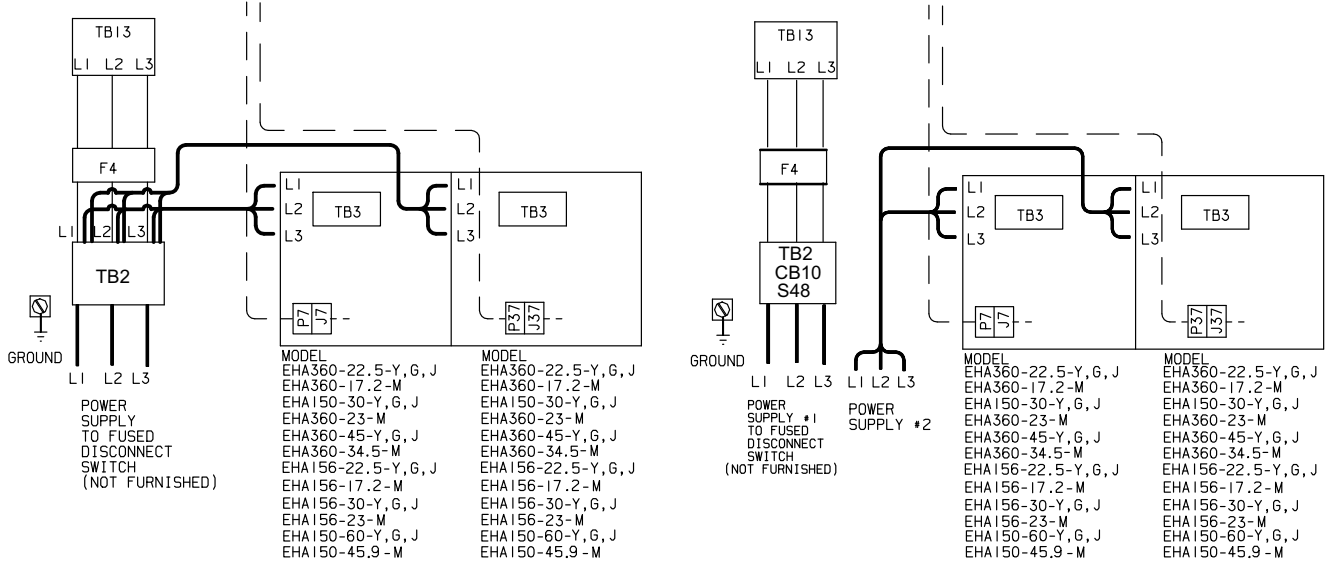 TB13
L1 L2 L3
F4
L1 L2 L3
TB2
GROUND
L1 L2 L3
POWER
SUPPLY
TO FUSED
DISCONNECT
SWITCH
(NOT FURNISHED)
L1
L2
L3
TB3
P7
J7
L1
L2
L3
TB3
P37
J37
MODEL
EHA360-22.5-Y,G,J
EHA360-17.2-M
EHA150-30-Y,G,J
EHA360-23-M
EHA360-45-Y,G,J
EHA360-34.5-M
EHA156-22.5-Y,G,J
EHA156-17.2-M
EHA156-30-Y,G,J
EHA156-23-M
EHA150-60-Y,G,J
EHA150-45.9-M
MODEL
EHA360-22.5-Y,G,J
EHA360-17.2-M
EHA150-30-Y,G,J
EHA360-23-M
EHA360-45-Y,G,J
EHA360-34.5-M
EHA156-22.5-Y,G,J
EHA156-17.2-M
EHA156-30-Y,G,J
EHA156-23-M
EHA150-60-Y,G,J
EHA150-45.9-M
TB13
L1 L2 L3
F4
TB2
CB10
S48
GROUND
L1 L2 L3
POWER
SUPPLY #1
TO FUSED
DISCONNECT
SWITCH
(NOT FURNISHED)
L1 L2 L3
POWER
SUPPLY #2
L1
L2
L3
TB3
P7
J7
L1
L2
L3
TB3
P37
J37
MODEL
EHA360-22.5-Y,G,J
EHA360-17.2-M
EHA150-30-Y,G,J
EHA360-23-M
EHA360-45-Y,G,J
EHA360-34.5-M
EHA156-22.5-Y,G,J
EHA156-17.2-M
EHA156-30-Y,G,J
EHA156-23-M
EHA150-60-Y,G,J
EHA150-45.9-M
MODEL
EHA360-22.5-Y,G,J
EHA360-17.2-M
EHA150-30-Y,G,J
EHA360-23-M
EHA360-45-Y,G,J
EHA360-34.5-M
EHA156-22.5-Y,G,J
EHA156-17.2-M
EHA156-30-Y,G,J
EHA156-23-M
EHA150-60-Y,G,J
EHA150-45.9-M